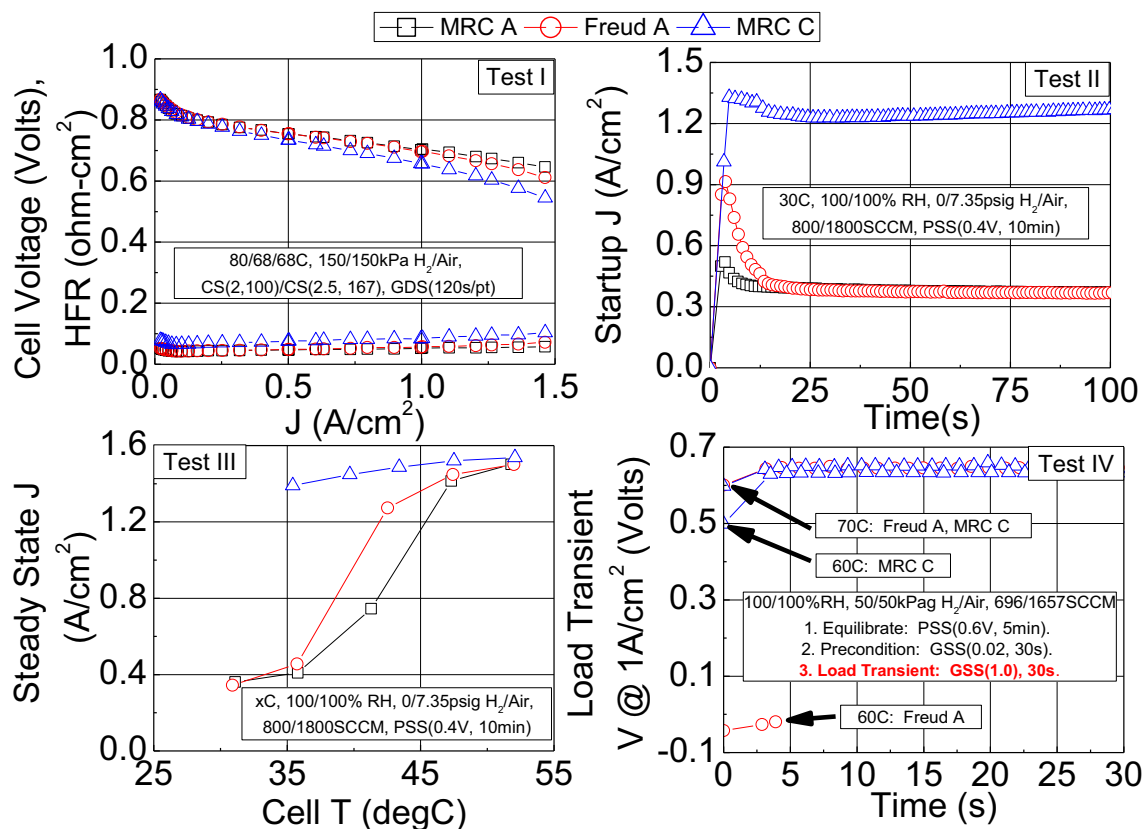 MRC A Freud A MRC C
Test I
Cell Voltage (Volts),
HFR (ohm-cm2)
1.0
0.8
0.6
0.4
0.2
0.0
80/68/68C, 150/150kPa H2/Air,
CS(2,100)/CS(2.5, 167), GDS(120s/pt)
0.0 0.5 1.0 1.5
J (A/cm2)
Test II
Startup J (A/cm2)
1.5
1.2
0.9
0.6
0.3
0.0
30C, 100/100% RH, 0/7.35psig H2/Air,
800/1800SCCM, PSS(0.4V, 10min)
0 25 50 75 100
Time(s)
Test III
Steady State J
(A/cm2)
1.6
1.2
0.8
0.4
0.0
xC, 100/100% RH, 0/7.35psig H2/Air,
800/1800SCCM, PSS(0.4V, 10min)
25 35 45 55
Cell T (degC)
Test IV
Load Transient
V @ 1A/cm2 (Volts)
0.7
0.5
0.3
0.1
-0.1
70C: Freud A, MRC C
60C: MRC C
100/100%RH, 50/50kPag H2/Air, 696/1657SCCM
1. Equilibrate: PSS(0.6V, 5min).
2. Precondition: GSS(0.02, 30s).
3. Load Transient: GSS(1.0), 30s.
60C: Freud A
0 5 10 15 20 25 30
Time (s)